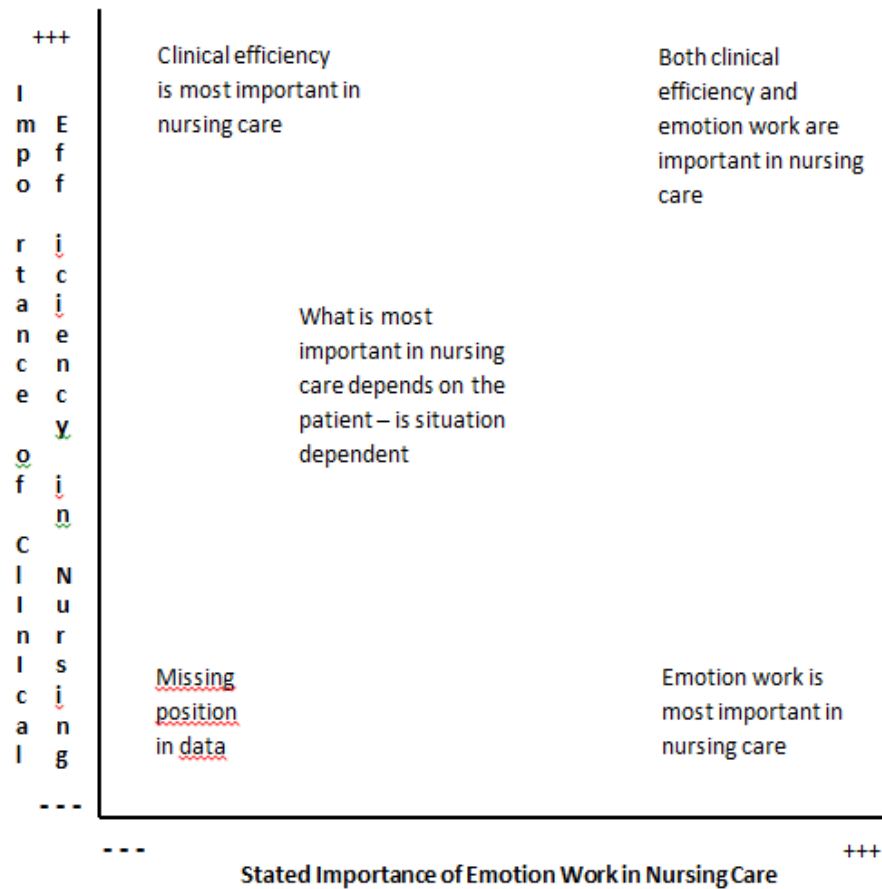 +++
Importance of Clinical
Efficiency in Nursing
- - -
Clinical efficiency
is most important in
nursing care
Both clinical
efficiency and
emotion work are
important in nursing
care
What is most
important in nursing
care depends on the
patient – is situation
dependent
Missing
position
in data
Emotion work is
most important in
nursing care
- - -
+++
Stated Importance of Emotion Work in Nursing Care